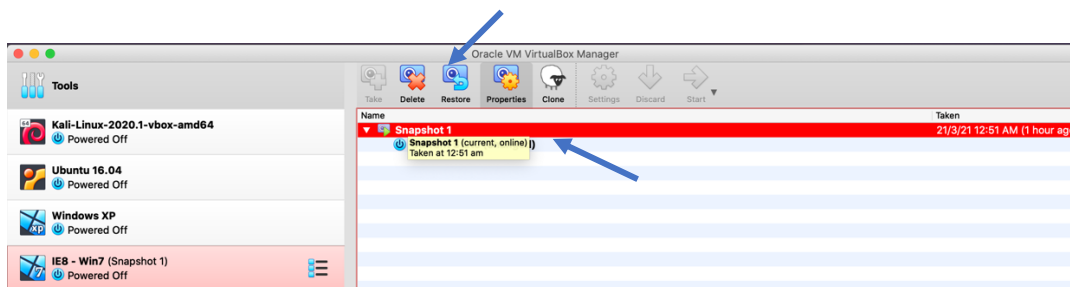 Oracle VM VirtualBox Manager
Tools
Take Delete Restore Properties Clone Settings Discard Start
Name Taken
Kali-Linux-2020.1-vbox-amd64
Powered Off
Snapshot 1 21/3/21 12:51 AM (1 hour ago
Snapshot 1 (current, online)
Taken at 12:51 am
Ubuntu 16.04
Powered Off
Windows XP
Powered Off
IE8 - Win7 (Snapshot 1)
Powered Off